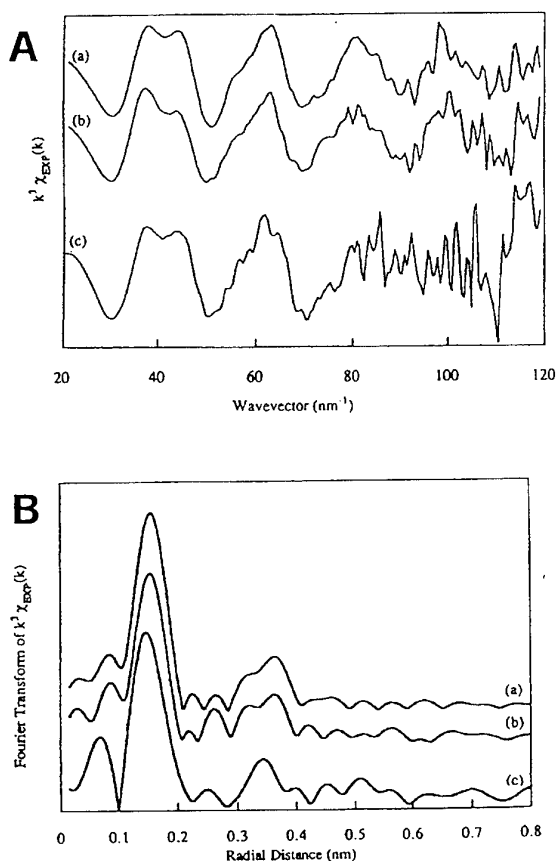 A
(a)
(b)
(c)
k³ χEXP(k)
20 40 60 80 100 120
Wavevector (nm⁻¹)
B
Fourier Transform of k³ χEXP(k)
(a)
(b)
(c)
0 0.1 0.2 0.3 0.4 0.5 0.6 0.7 0.8
Radial Distance (nm)